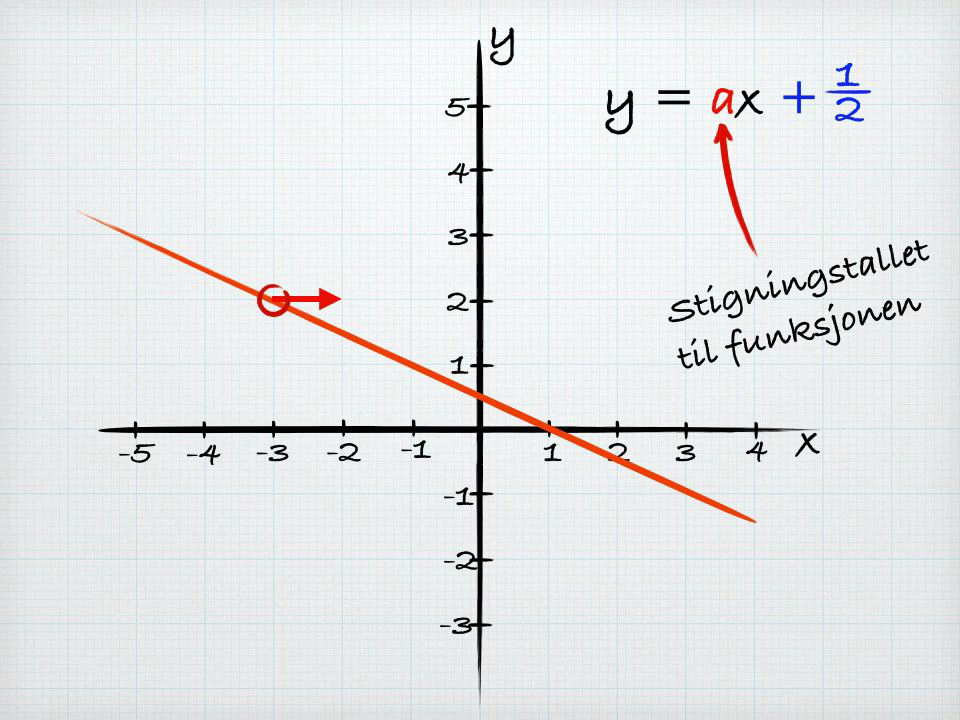 y
y = ax + 1/2
5
4
3
2
1
Stigningstallet
til funksjonen
-5 -4 -3 -2 -1 1 2 3 4 x
-1
-2
-3